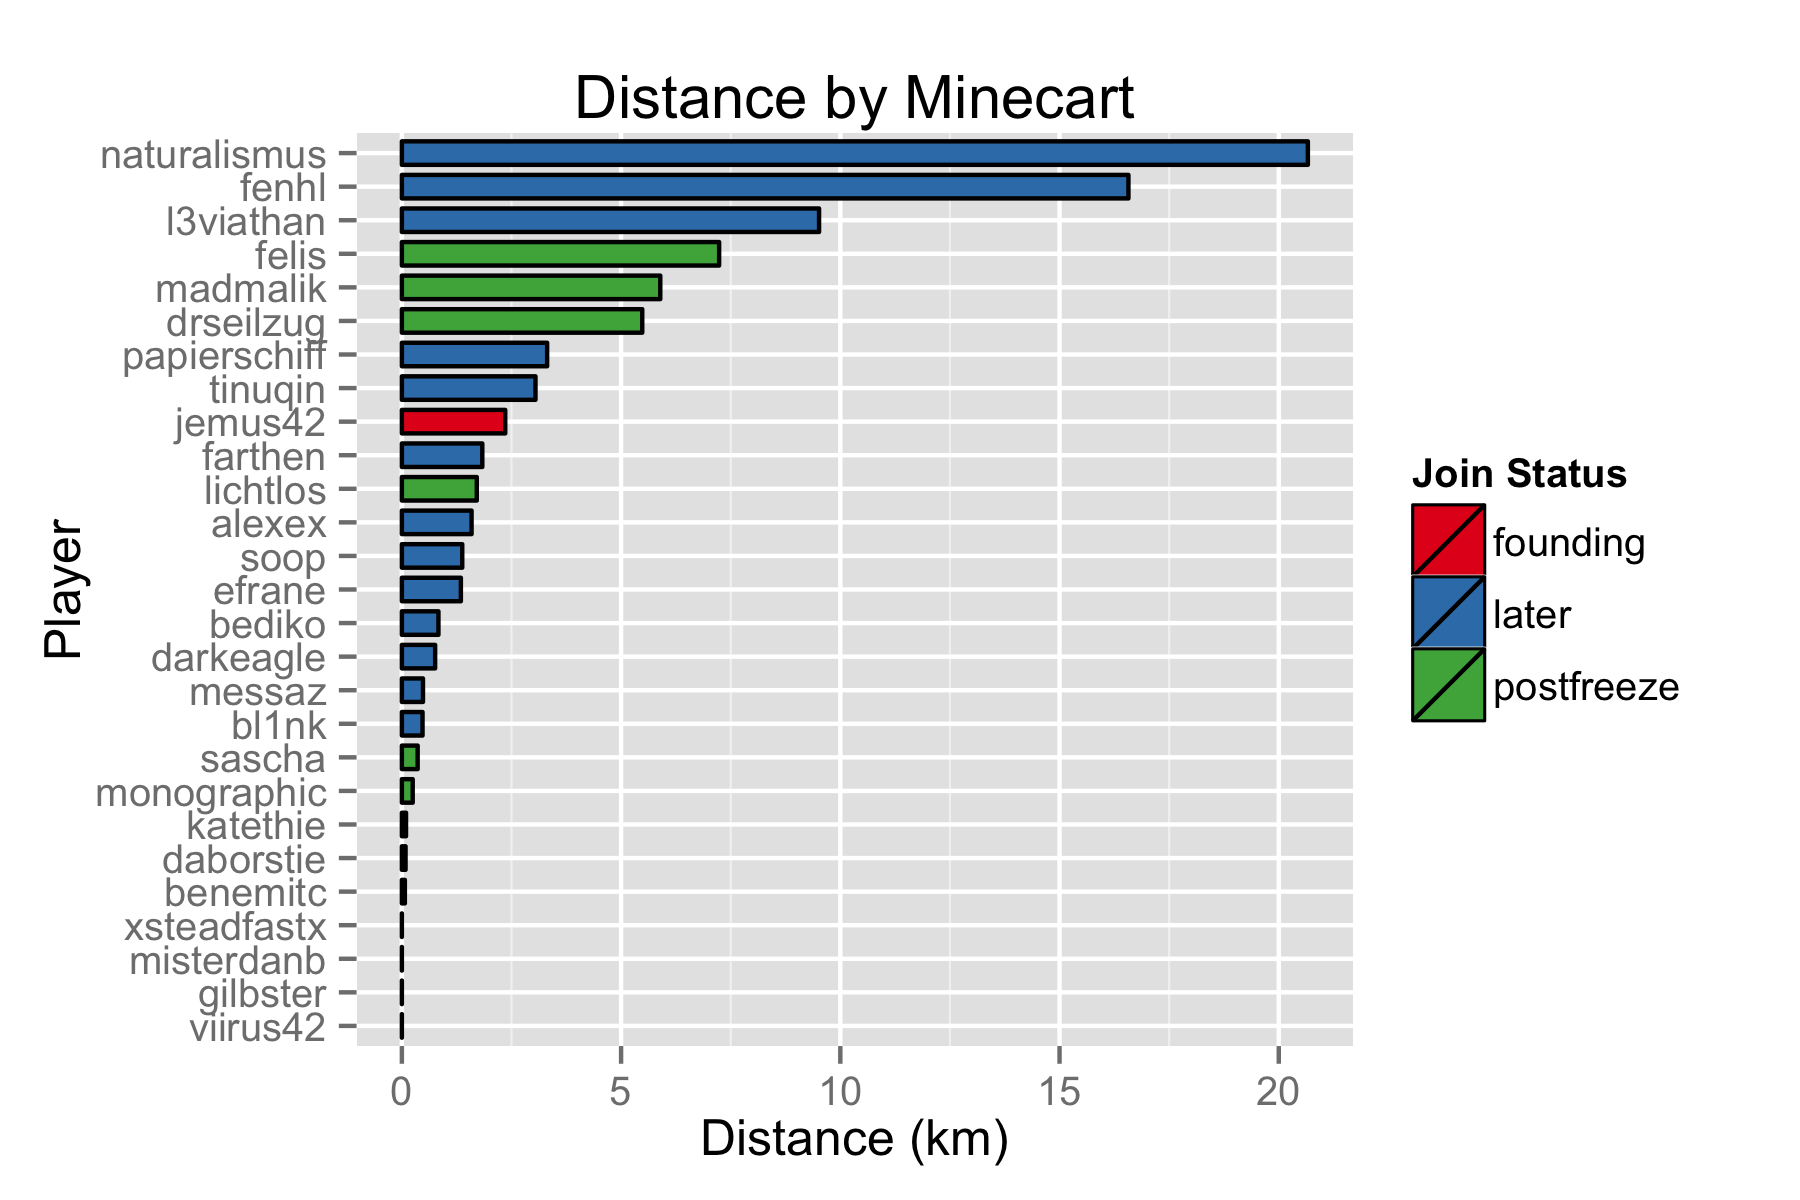 Distance by Minecart
naturalismus
fenhl
l3viathan
felis
madmalik
drseilzug
papierschiff
tinuqin
jemus42
farthen
lichtlos
alexex
soop
efrane
bediko
darkeagle
messaz
bl1nk
sascha
monographic
katethie
daborstie
benemitc
xsteadfastx
misterdanb
gilbster
viirus42
Player
0 5 10 15 20
Distance (km)
Join Status
founding
later
postfreeze